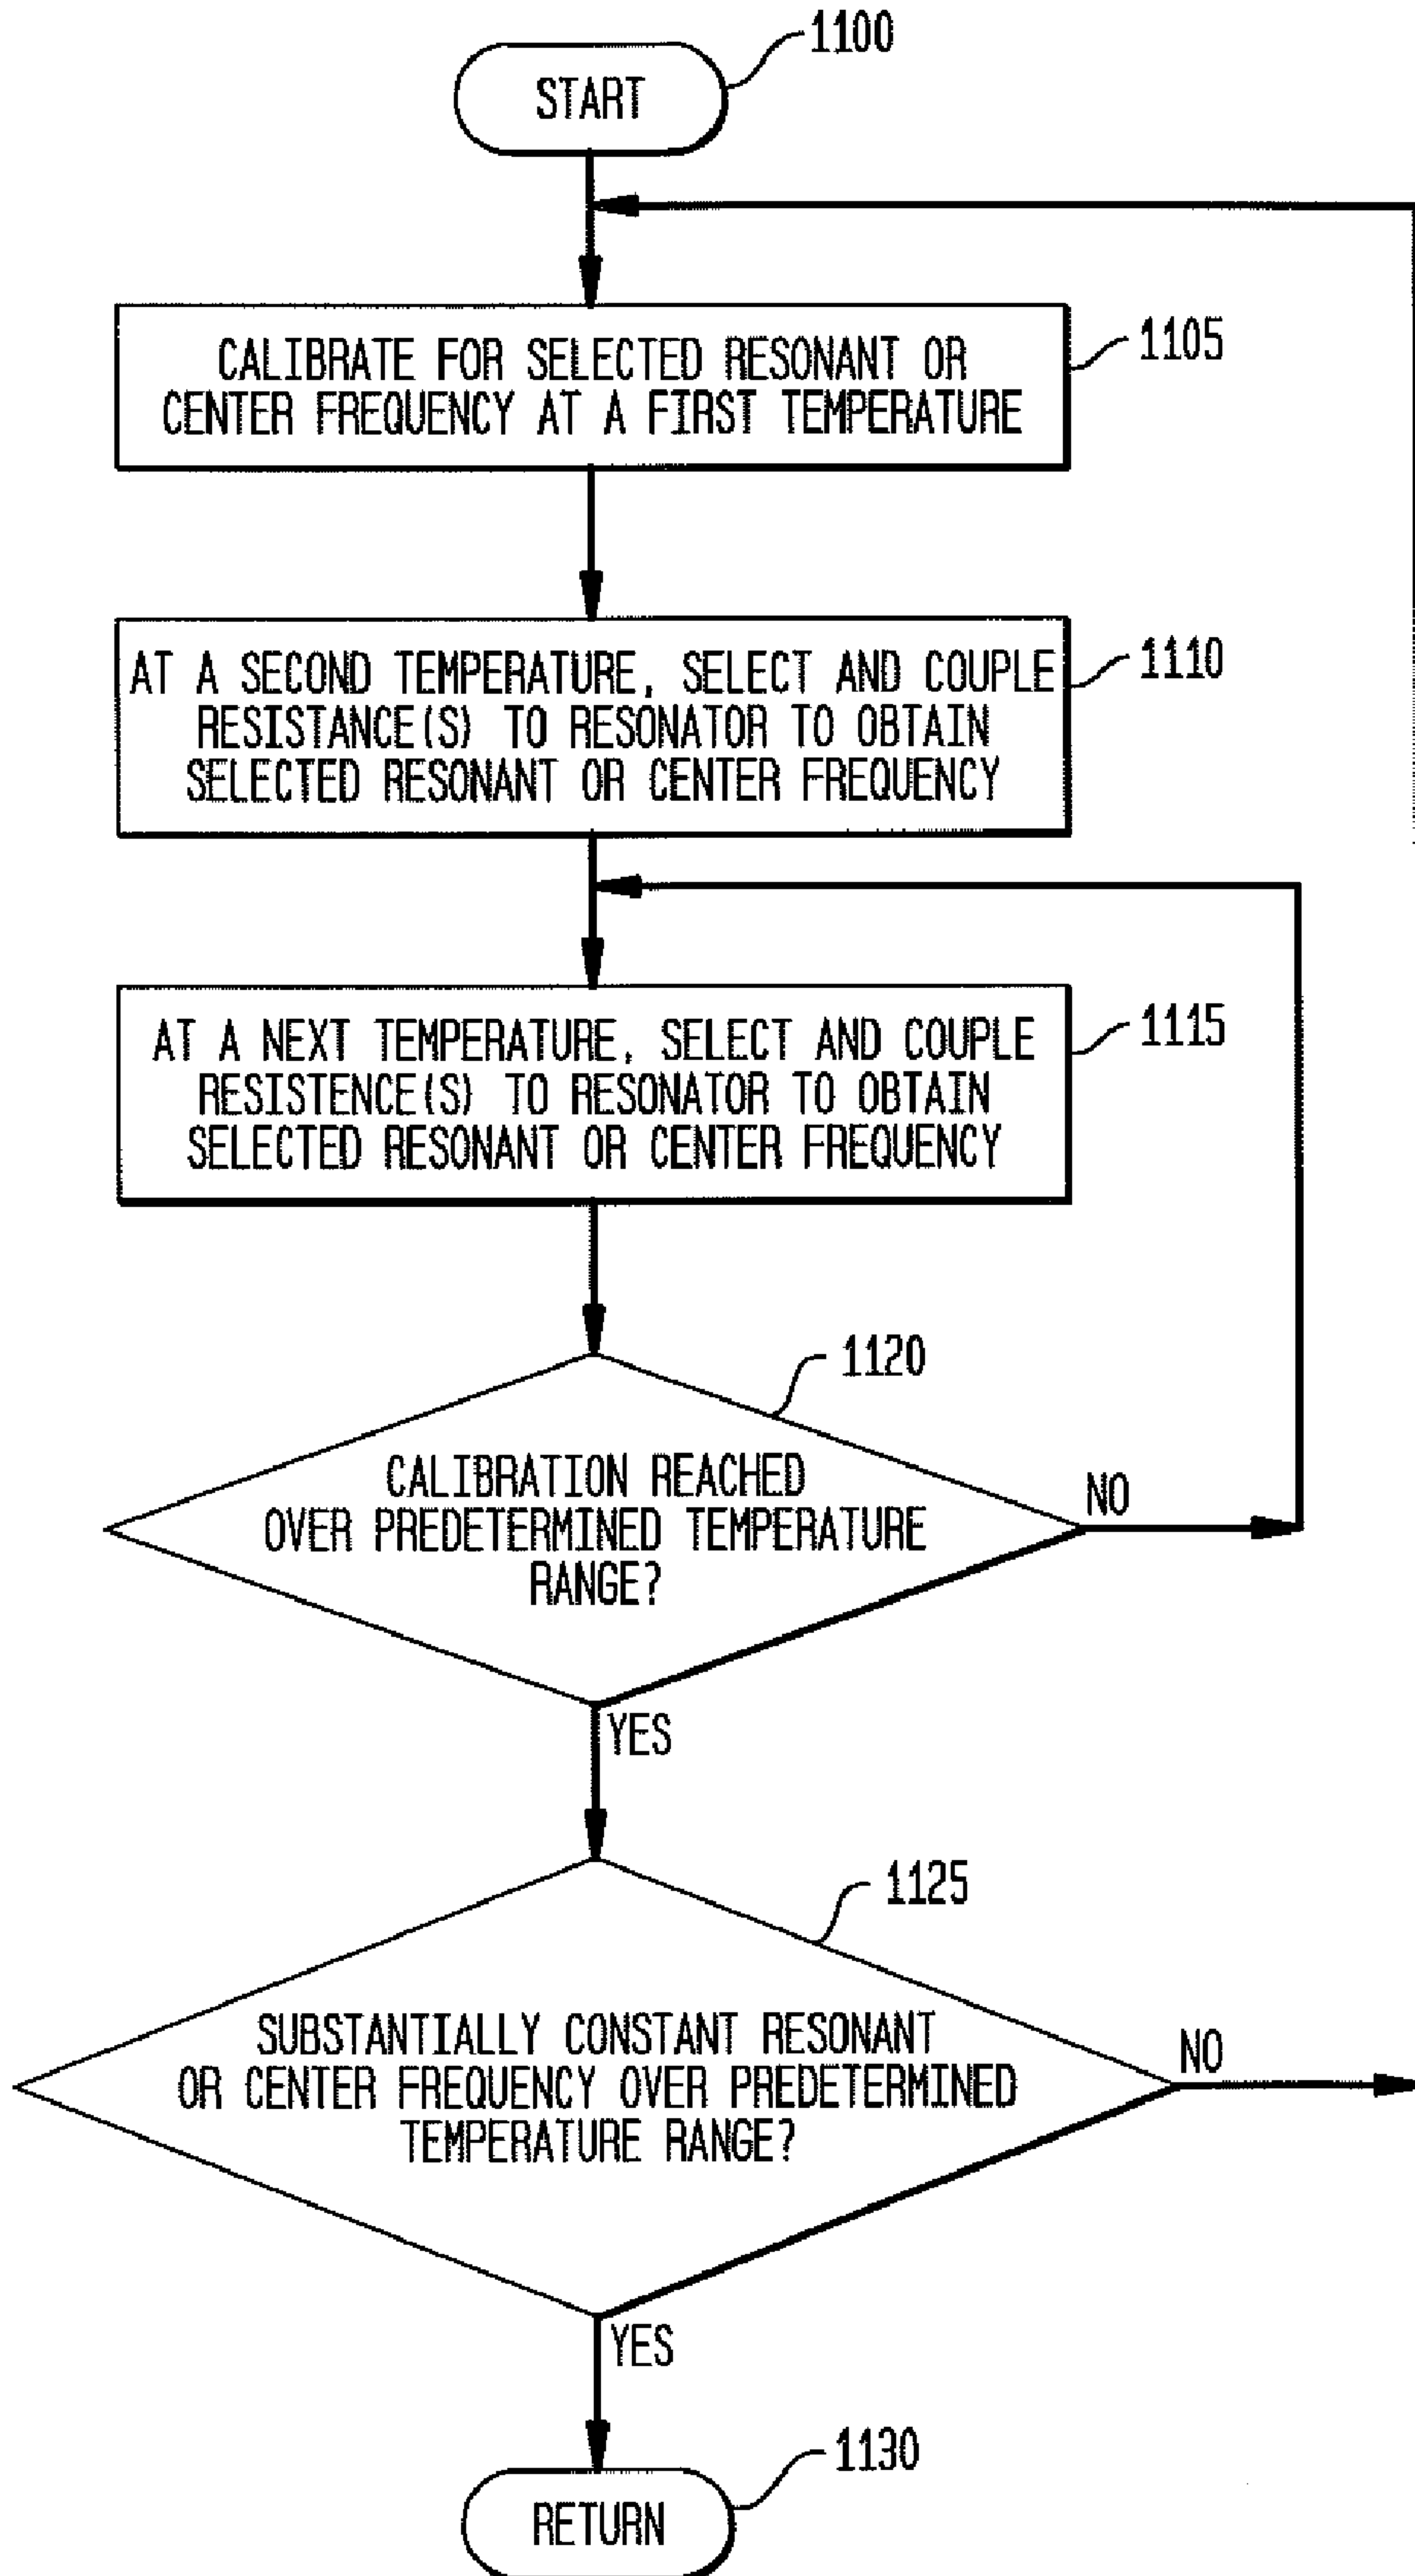 1100
START
1105
CALIBRATE FOR SELECTED RESONANT OR
CENTER FREQUENCY AT A FIRST TEMPERATURE
1110
AT A SECOND TEMPERATURE, SELECT AND COUPLE
RESISTANCE(S) TO RESONATOR TO OBTAIN
SELECTED RESONANT OR CENTER FREQUENCY
1115
AT A NEXT TEMPERATURE, SELECT AND COUPLE
RESISTENCE(S) TO RESONATOR TO OBTAIN
SELECTED RESONANT OR CENTER FREQUENCY
1120
CALIBRATION REACHED
OVER PREDETERMINED TEMPERATURE
RANGE?
NO
YES
1125
SUBSTANTIALLY CONSTANT RESONANT
OR CENTER FREQUENCY OVER PREDETERMINED
TEMPERATURE RANGE?
NO
YES
1130
RETURN